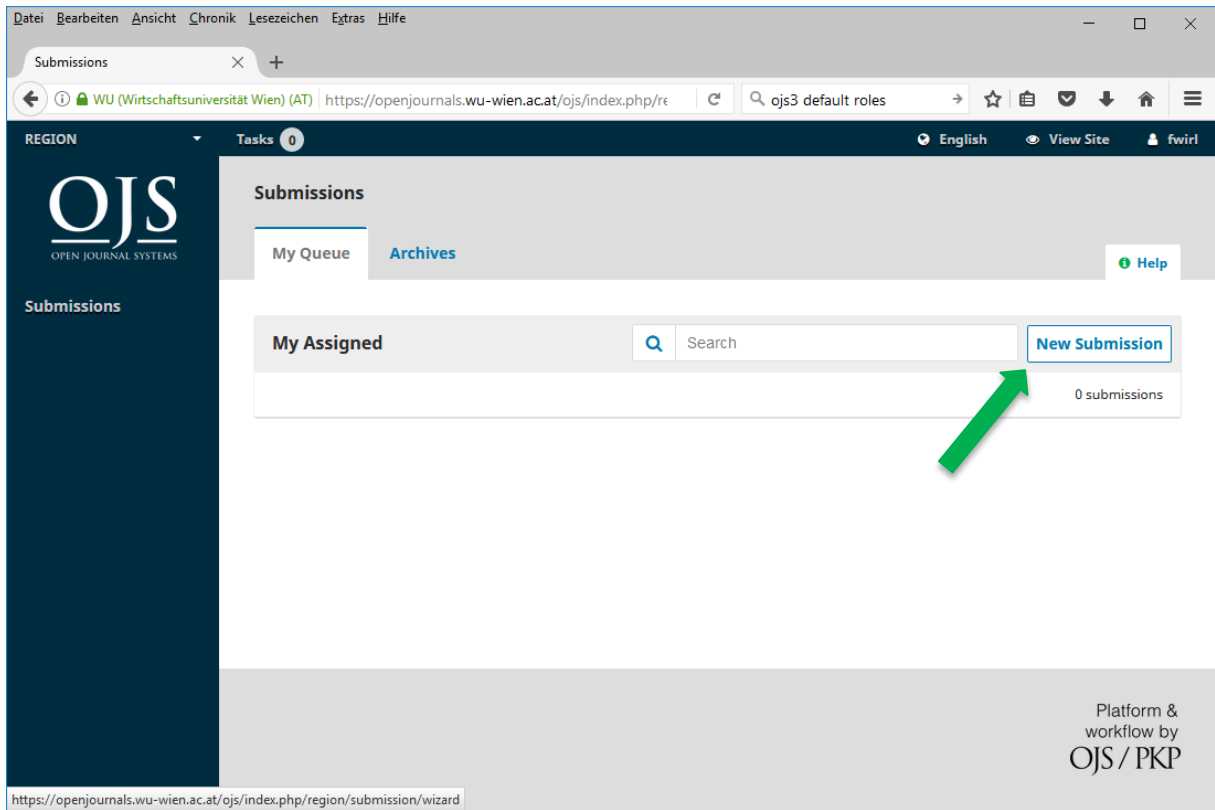 Datei Bearbeiten Ansicht Chronik Lesezeichen Extras Hilfe
Submissions
WU (Wirtschaftsuniversität Wien) (AT) https://openjournals.wu-wien.ac.at/ojs/index.php/re ojs3 default roles
REGION Tasks 0 English View Site fwirl
OJS
OPEN JOURNAL SYSTEMS
Submissions
My Queue Archives
Help
Submissions
My Assigned Search New Submission
0 submissions
Platform &
workflow by
OJS / PKP
https://openjournals.wu-wien.ac.at/ojs/index.php/region/submission/wizard